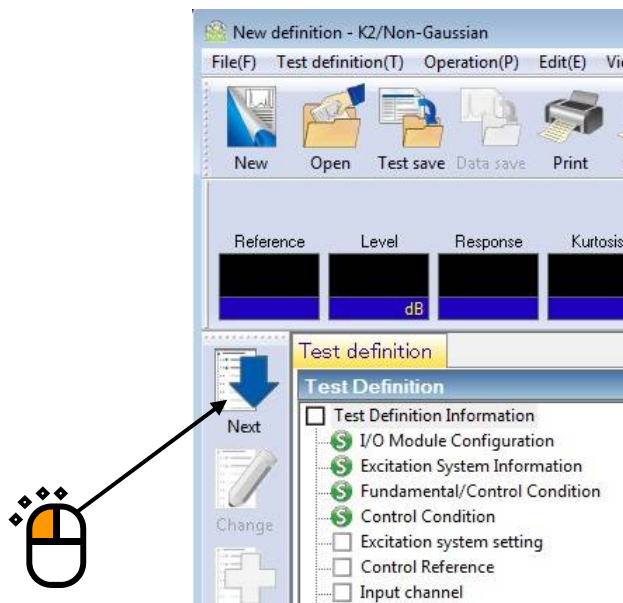 New definition - K2/Non-Gaussian
File(F) Test definition(T) Operation(P) Edit(E)
New Open Test save Data save Print
Reference Level Response Kurtosis
dB
Test definition
Test Definition
Next
Change
Test Definition Information
S I/O Module Configuration
S Excitation System Information
S Fundamental/Control Condition
S Control Condition
Excitation system setting
Control Reference
Input channel